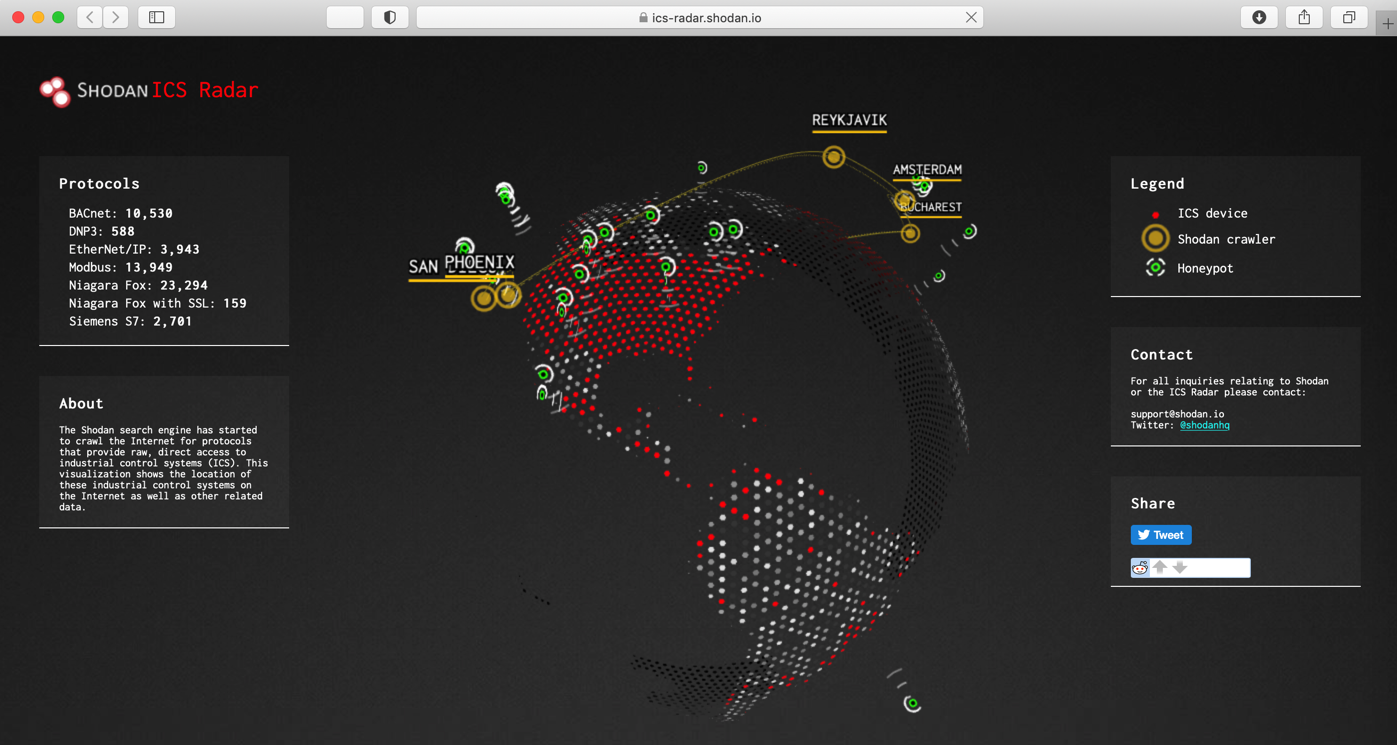 ics-radar.shodan.io
SHODAN ICS Radar
Protocols
BACnet: 10,530
DNP3: 588
EtherNet/IP: 3,943
Modbus: 13,949
Niagara Fox: 23,294
Niagara Fox with SSL: 159
Siemens S7: 2,701
About
The Shodan search engine has started
to crawl the Internet for protocols
that provide raw, direct access to
industrial control systems (ICS). This
visualization shows the location of
these industrial control systems on
the Internet as well as other related
data.
REYKJAVIK
AMSTERDAM
BUCHAREST
SAN
PHOENIX
Legend
ICS device
Shodan crawler
Honeypot
Contact
For all inquiries relating to Shodan
or the ICS Radar please contact:
support@shodan.io
Twitter: @shodanhq
Share
Tweet